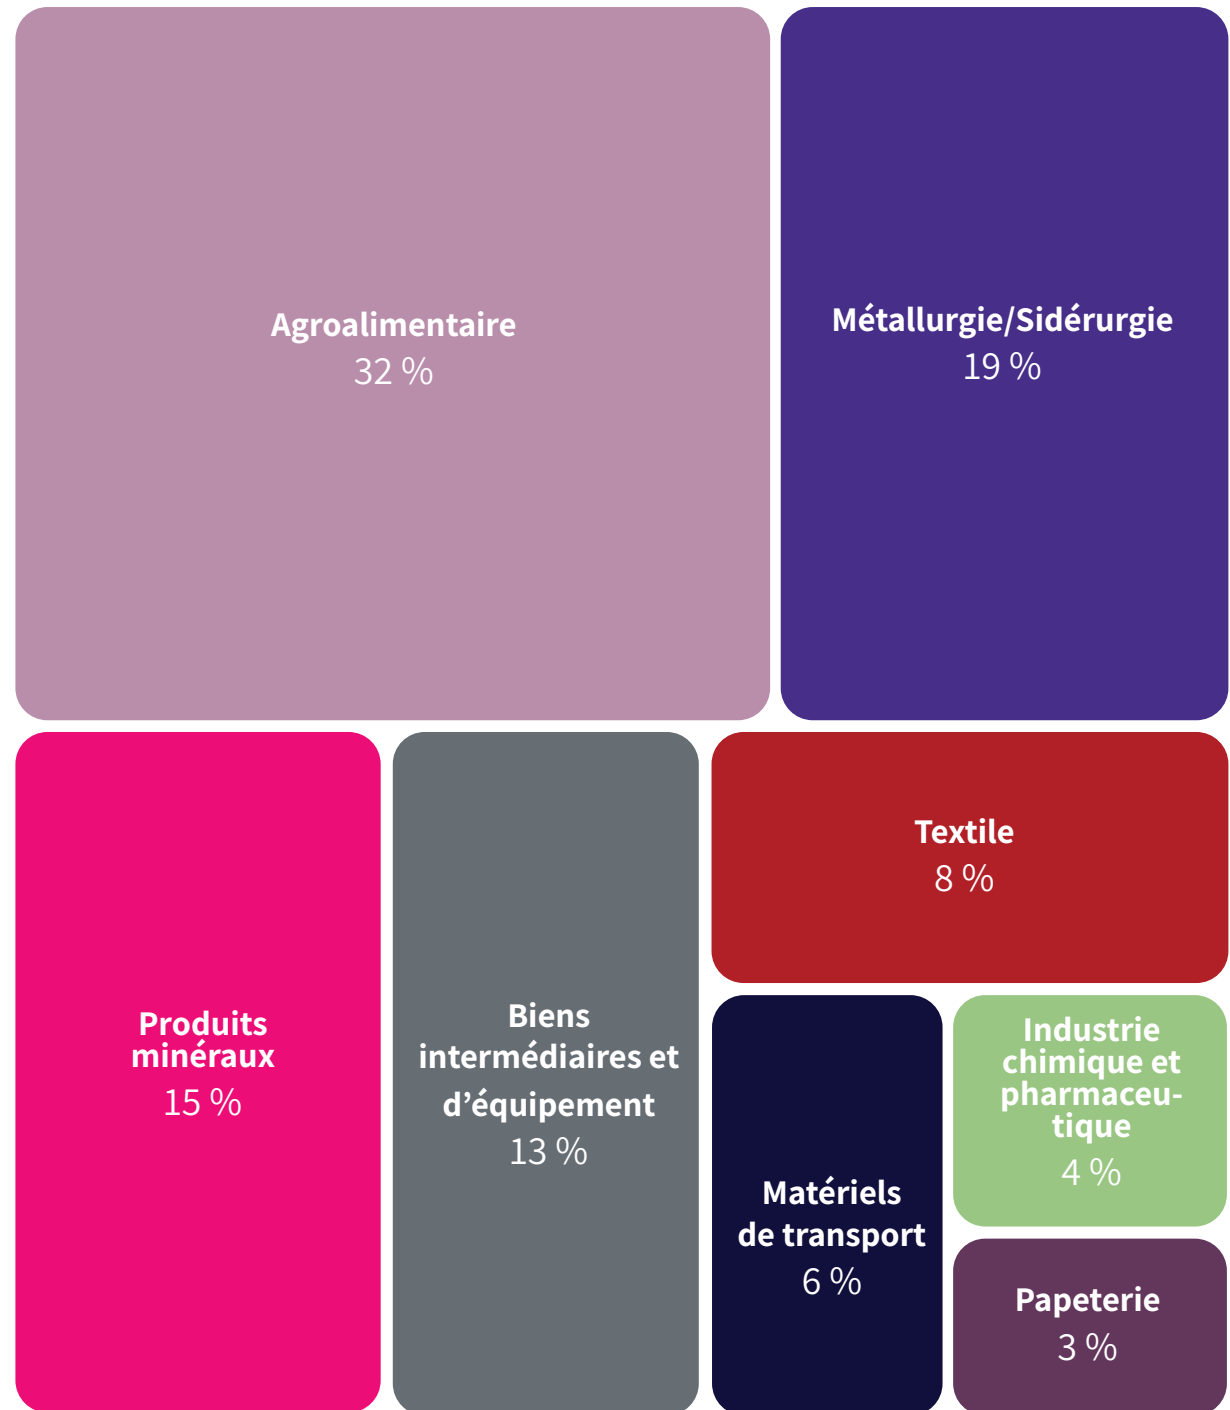 Agroalimentaire
32 %
Métallurgie/Sidérurgie
19 %
Produits
minéraux
15 %
Biens
intermédiaires et
d’équipement
13 %
Textile
8 %
Matériels
de transport
6 %
Industrie
chimique et
pharmaceu-
tique
4 %
Papeterie
3 %